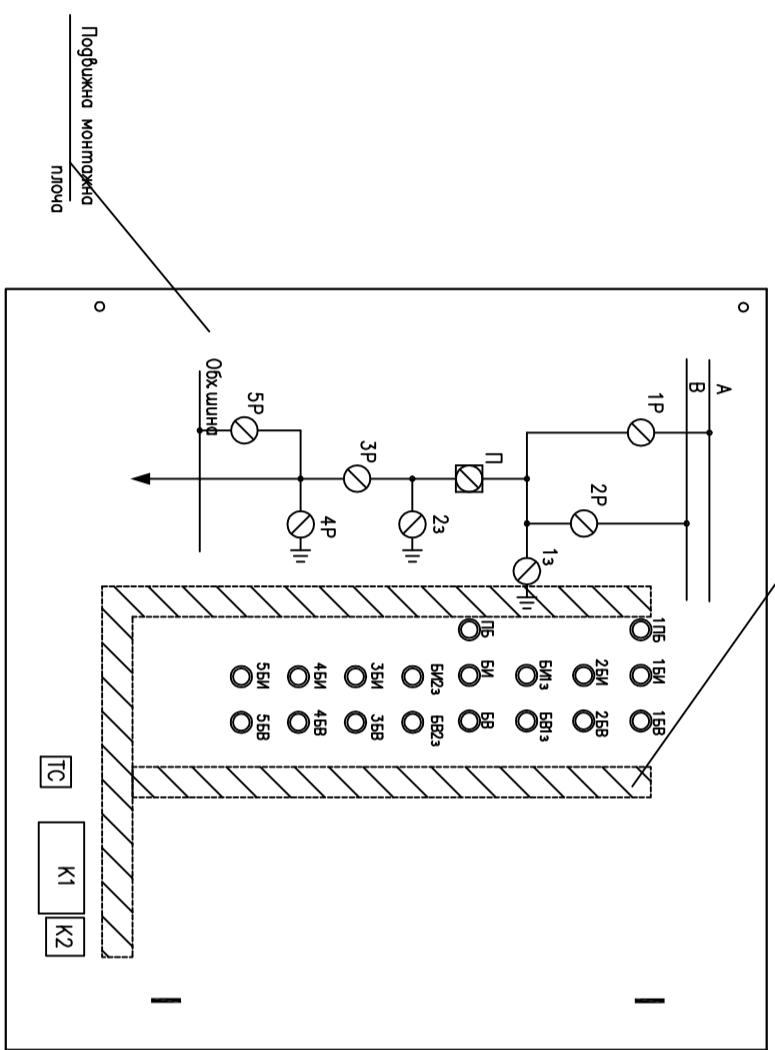 Подвижна монтажна
плоча
А
В
1Р
2Р
1з
П
2з
3Р
4Р
5Р
Обх шина
1ПБ
1БИ
1БВ
2БИ
2БВ
БИ1з
БВ1з
ПБ
БИ
БВ
БИ2з
БВ2з
3БИ
3БВ
4БИ
4БВ
5БИ
5БВ
ТС
К1
К2